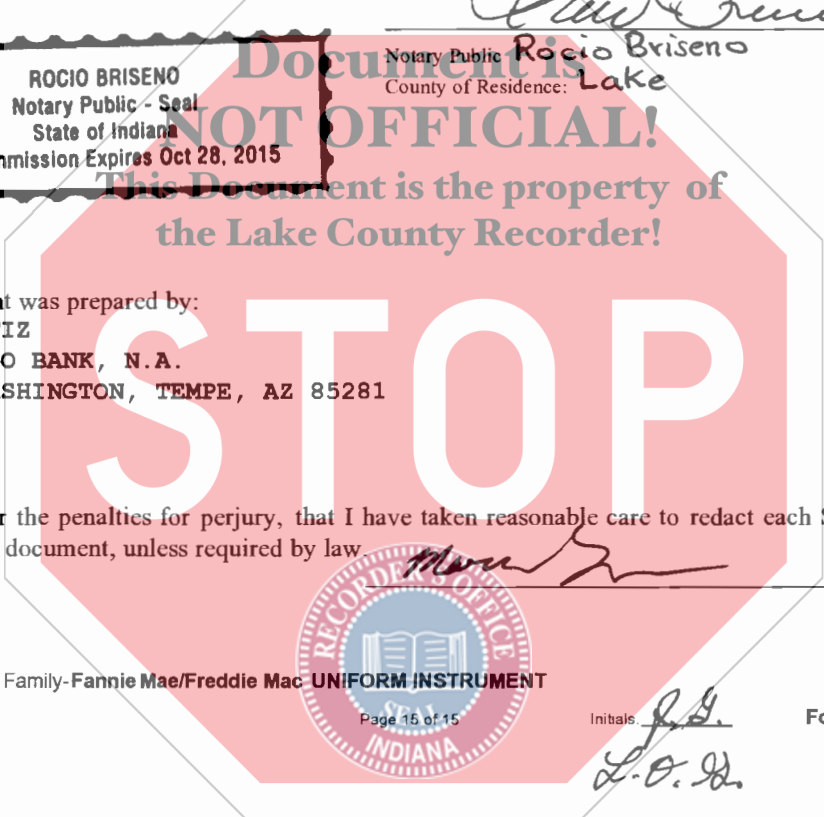 Notary Public Rocio Briseno
County of Residence: Lake
ROCIO BRISENO
Notary Public - Seal
State of Indiana
mmission Expires Oct 28, 2015
Document is
NOT OFFICIAL!
This Document is the property of
the Lake County Recorder!
t was prepared by:
IZ
O BANK, N.A.
SHINGTON, TEMPE, AZ 85281
STOP
r the penalties for perjury, that I have taken reasonable care to redact each S
document, unless required by law.
RECORDER'S OFFICE
SEAL
INDIANA
Family-Fannie Mae/Freddie Mac UNIFORM INSTRUMENT
Page 15 of 15
Initials. J.G.
L.O.G.
Fo